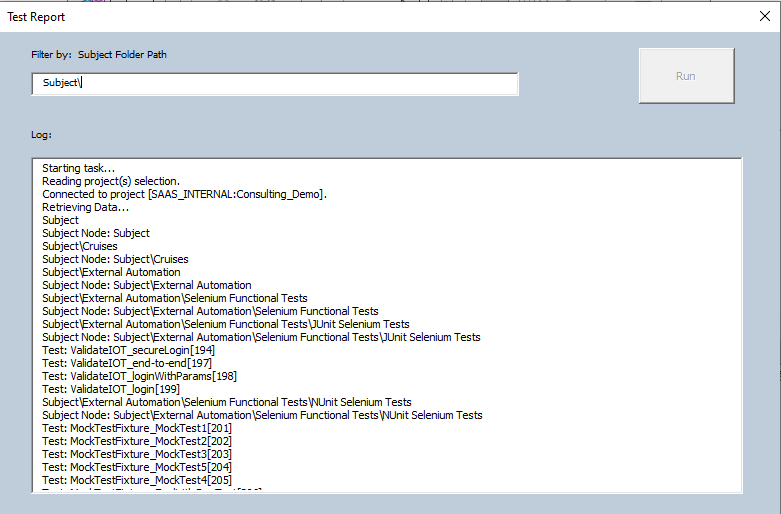 Test Report
Filter by: Subject Folder Path
Run
Subject\
Log:
Starting task...
Reading project(s) selection.
Connected to project [SAAS_INTERNAL:Consulting_Demo].
Retrieving Data...
Subject
Subject Node: Subject
Subject\Cruises
Subject Node: Subject\Cruises
Subject\External Automation
Subject Node: Subject\External Automation
Subject\External Automation\Selenium Functional Tests
Subject Node: Subject\External Automation\Selenium Functional Tests
Subject\External Automation\Selenium Functional Tests\JUnit Selenium Tests
Subject Node: Subject\External Automation\Selenium Functional Tests\JUnit Selenium Tests
Test: ValidateIOT_secureLogin[194]
Test: ValidateIOT_end-to-end[197]
Test: ValidateIOT_loginWithParams[198]
Test: ValidateIOT_login[199]
Subject\External Automation\Selenium Functional Tests\NUnit Selenium Tests
Subject Node: Subject\External Automation\Selenium Functional Tests\NUnit Selenium Tests
Test: MockTestFixture_MockTest1[201]
Test: MockTestFixture_MockTest2[202]
Test: MockTestFixture_MockTest3[203]
Test: MockTestFixture_MockTest5[204]
Test: MockTestFixture_MockTest4[205]